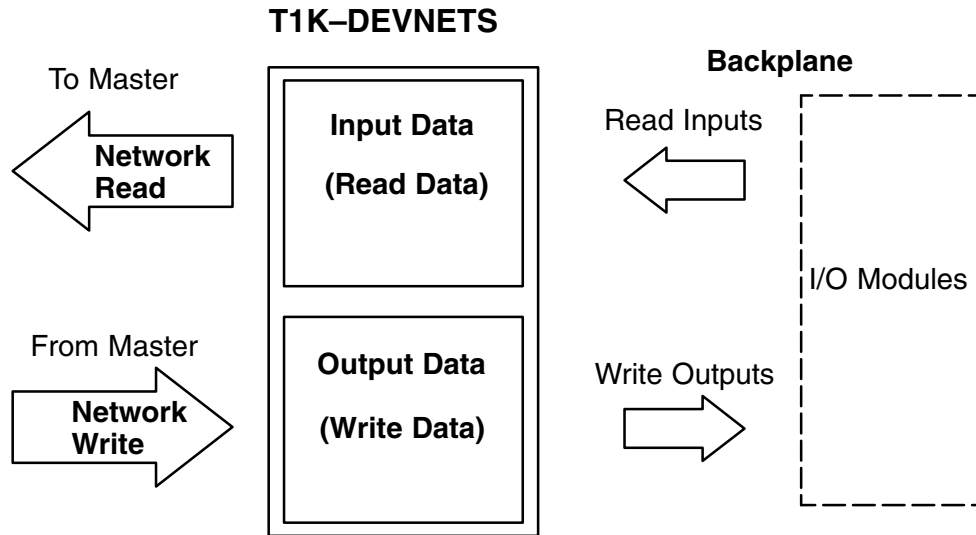 T1K–DEVNETS
To Master
Network
Read
Input Data
(Read Data)
Backplane
Read Inputs
I/O Modules
From Master
Network
Write
Output Data
(Write Data)
Write Outputs